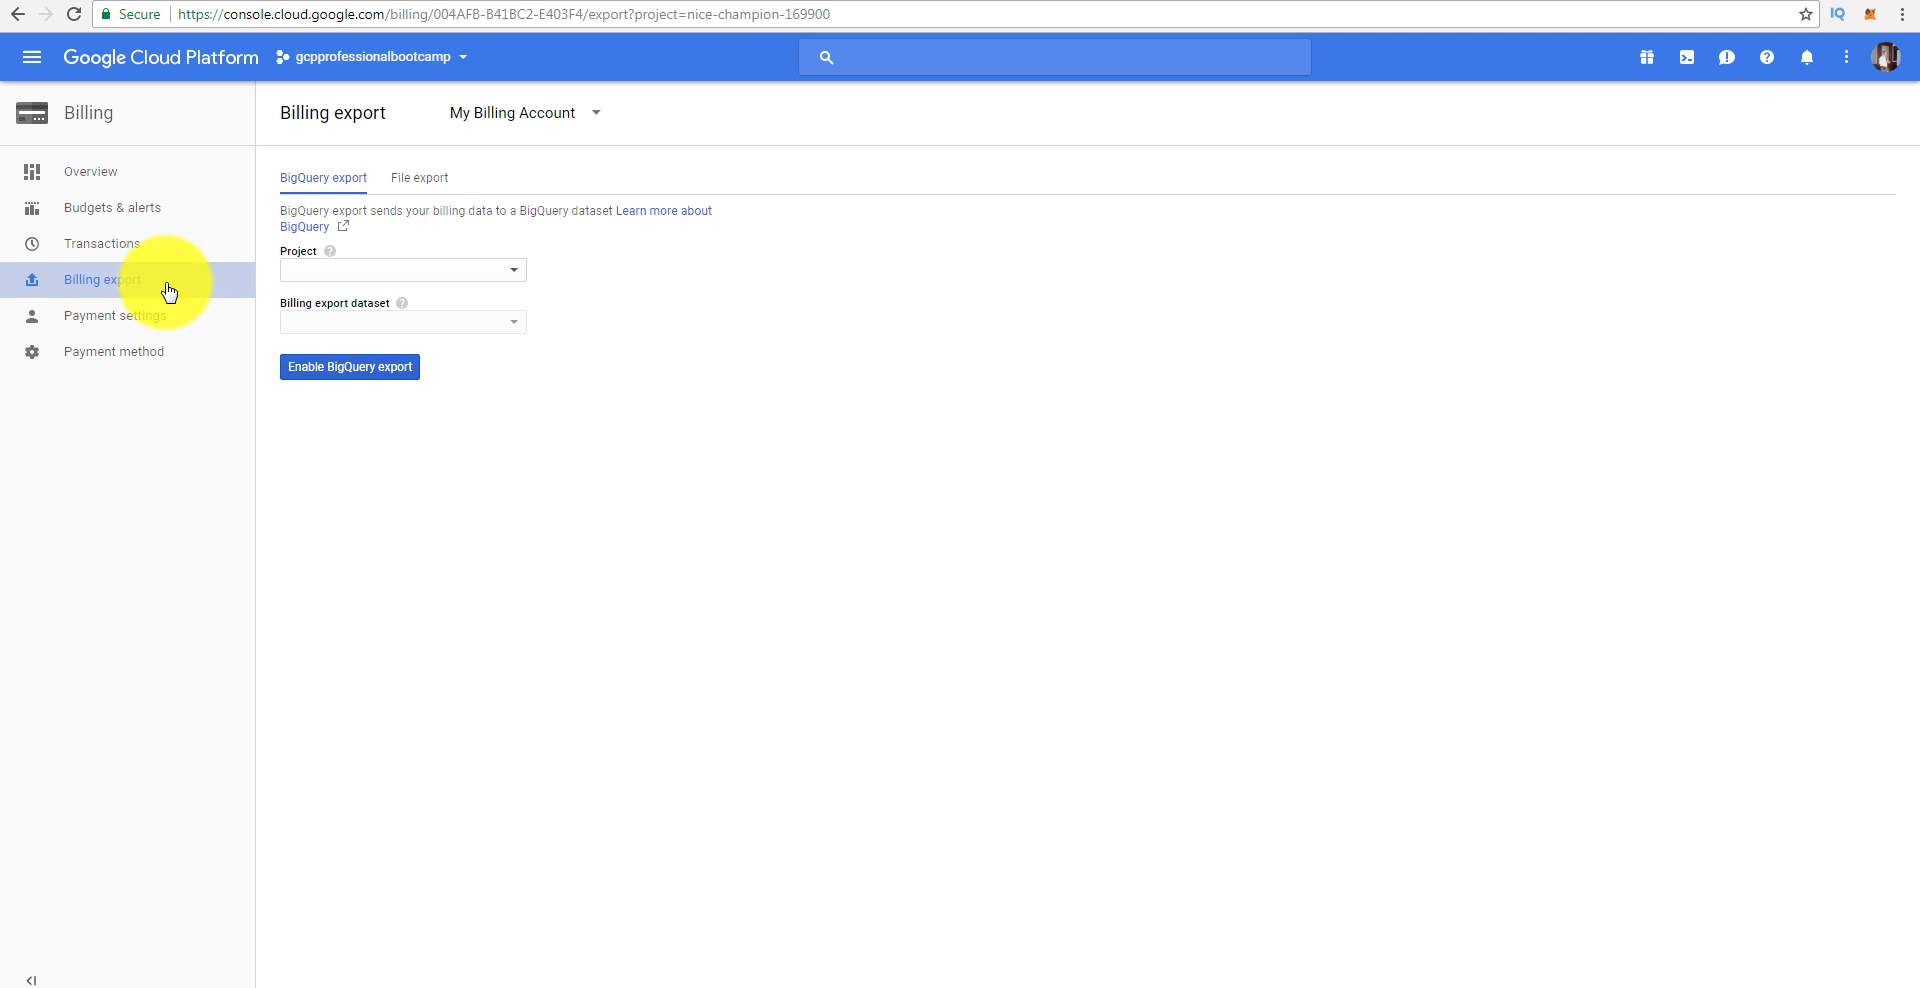 Secure https://console.cloud.google.com/billing/004AFB-B41BC2-E403F4/export?project=nice-champion-169900
IQ
Google Cloud Platform gcpprofessionalbootcamp
Billing
Billing export My Billing Account
Overview
Budgets & alerts
Transactions
Billing export
Payment settings
Payment method
BigQuery export File export
BigQuery export sends your billing data to a BigQuery dataset Learn more about
BigQuery
Project ?
Billing export dataset ?
Enable BigQuery export